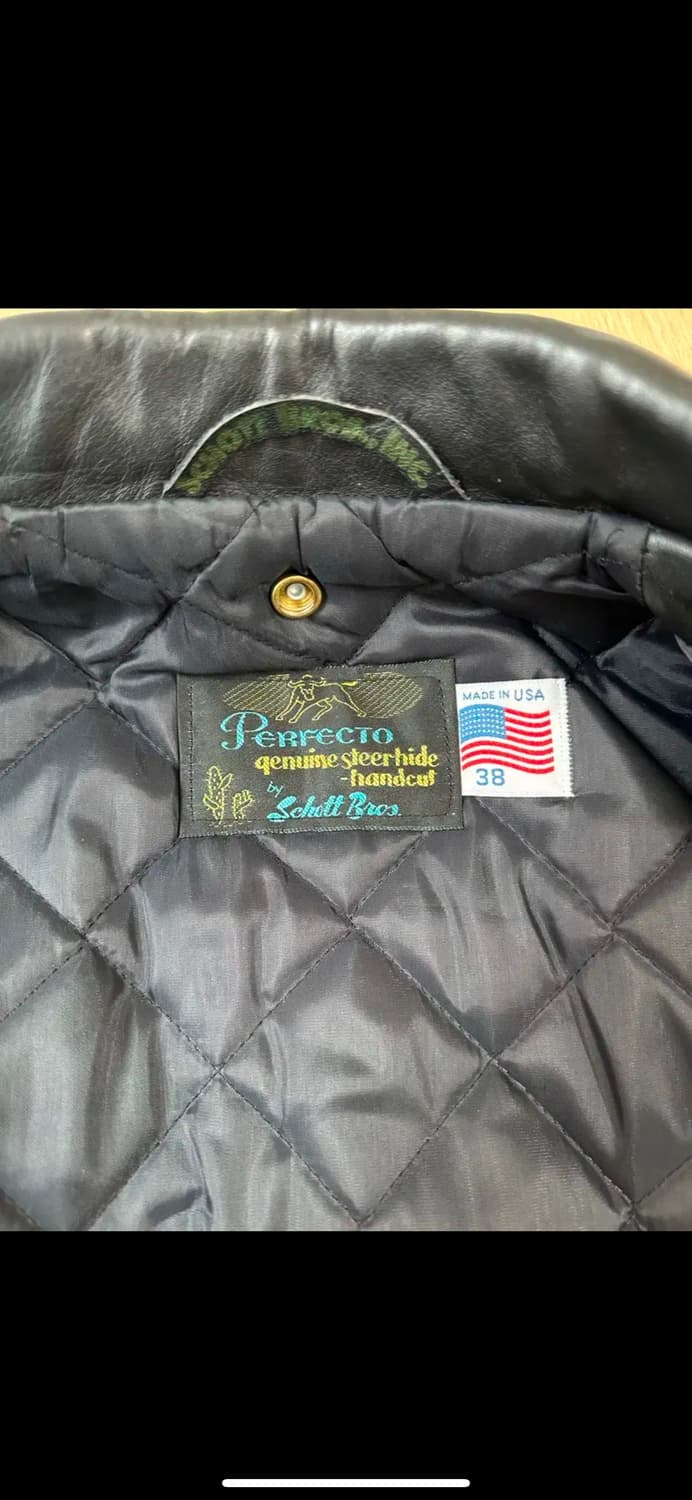 SCHOTT BROS., INC.
MADE IN USA
PERFECTO
genuine steerhide
-handcut
by
Schott Bros.
38